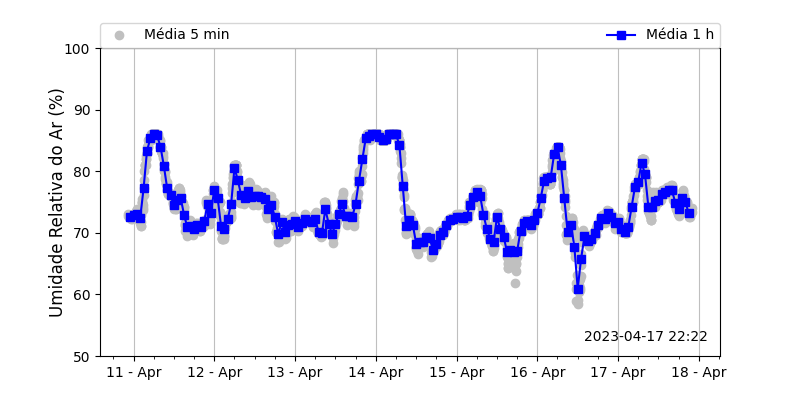 Média 5 min
Média 1 h
Umidade Relativa do Ar (%)
100
90
80
70
60
50
2023-04-17 22:22
11 - Apr
12 - Apr
13 - Apr
14 - Apr
15 - Apr
16 - Apr
17 - Apr
18 - Apr